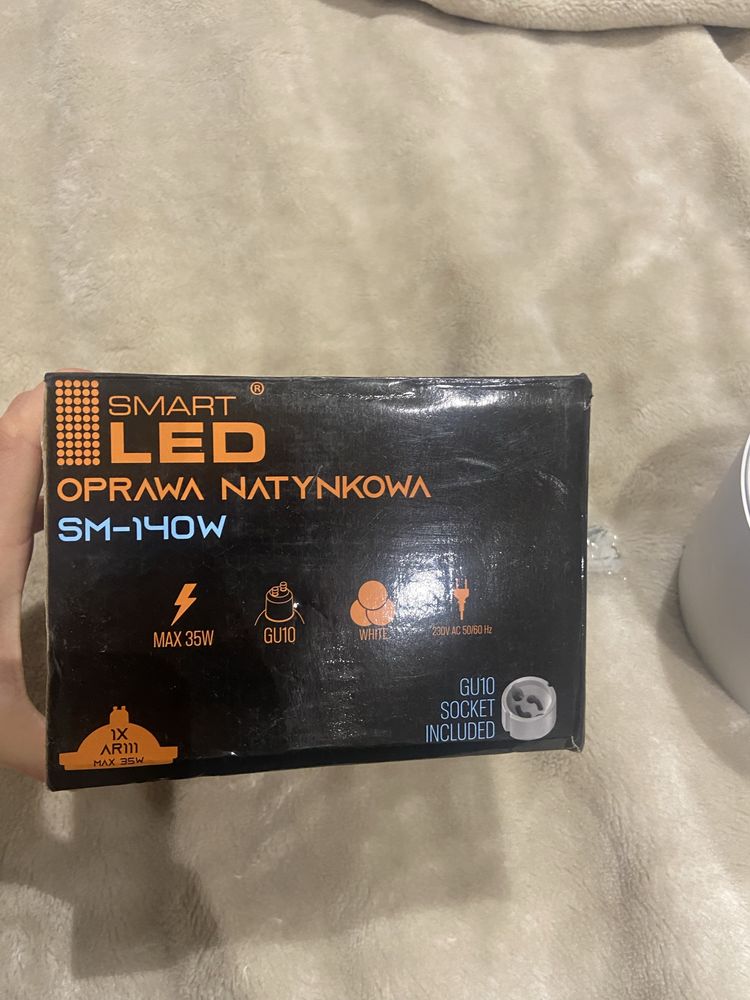 SMART ®
LED
OPRAWA NATYNKOWA
SM-140W
MAX 35W
GU10
WHITE
230V AC 50/60 Hz
GU10
SOCKET
INCLUDED
1X
AR111
MAX 35W